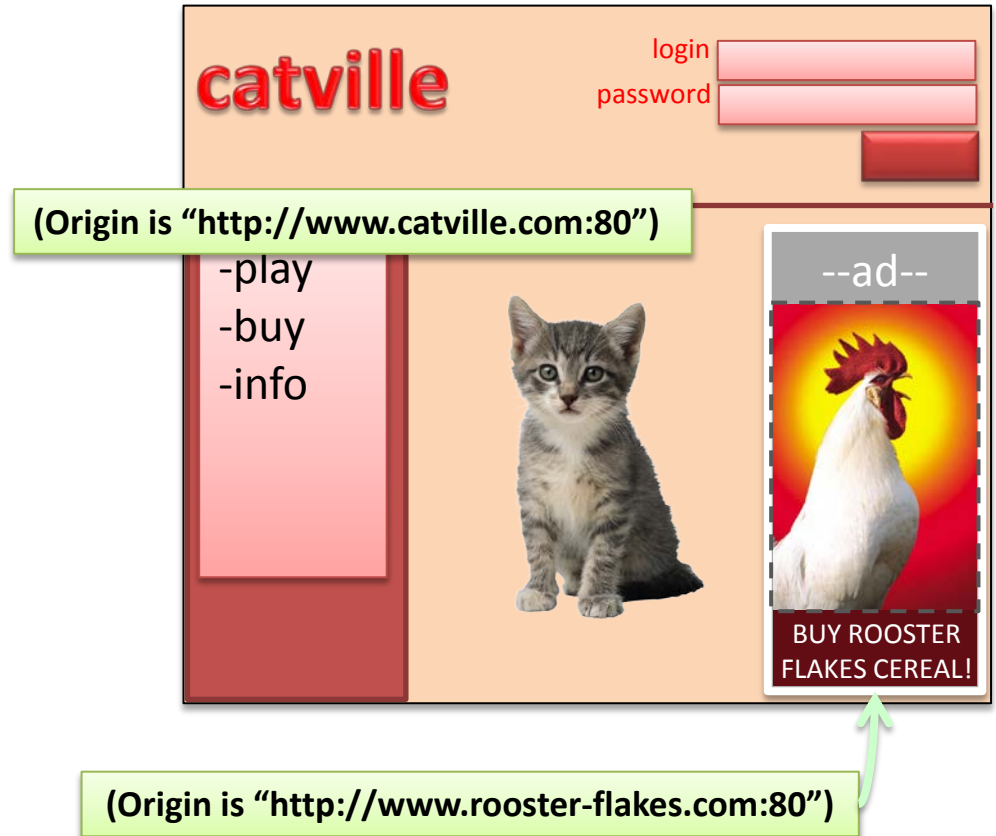 catville
login
password
(Origin is “http://www.catville.com:80”)
-play
-buy
-info
--ad--
BUY ROOSTER
FLAKES CEREAL!
(Origin is “http://www.rooster-flakes.com:80”)